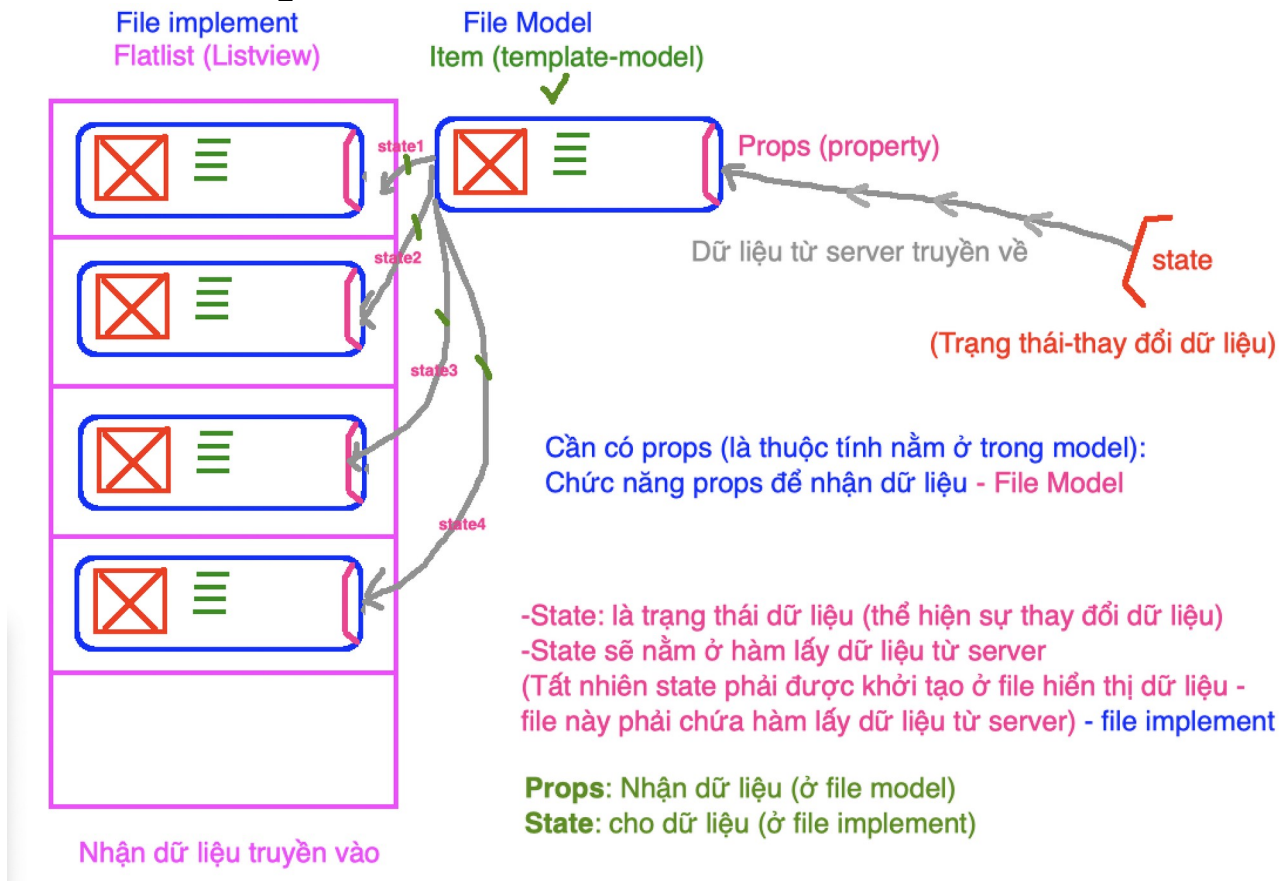 File implement
Flatlist (Listview)
File Model
Item (template-model)
state1
state2
state3
state4
Props (property)
Dữ liệu từ server truyền về
state
(Trạng thái-thay đổi dữ liệu)
Cần có props (là thuộc tính nằm ở trong model):
Chức năng props để nhận dữ liệu - File Model
-State: là trạng thái dữ liệu (thể hiện sự thay đổi dữ liệu)
-State sẽ nằm ở hàm lấy dữ liệu từ server
(Tất nhiên state phải được khởi tạo ở file hiển thị dữ liệu -
file này phải chứa hàm lấy dữ liệu từ server) - file implement
Props: Nhận dữ liệu (ở file model)
State: cho dữ liệu (ở file implement)
Nhận dữ liệu truyền vào